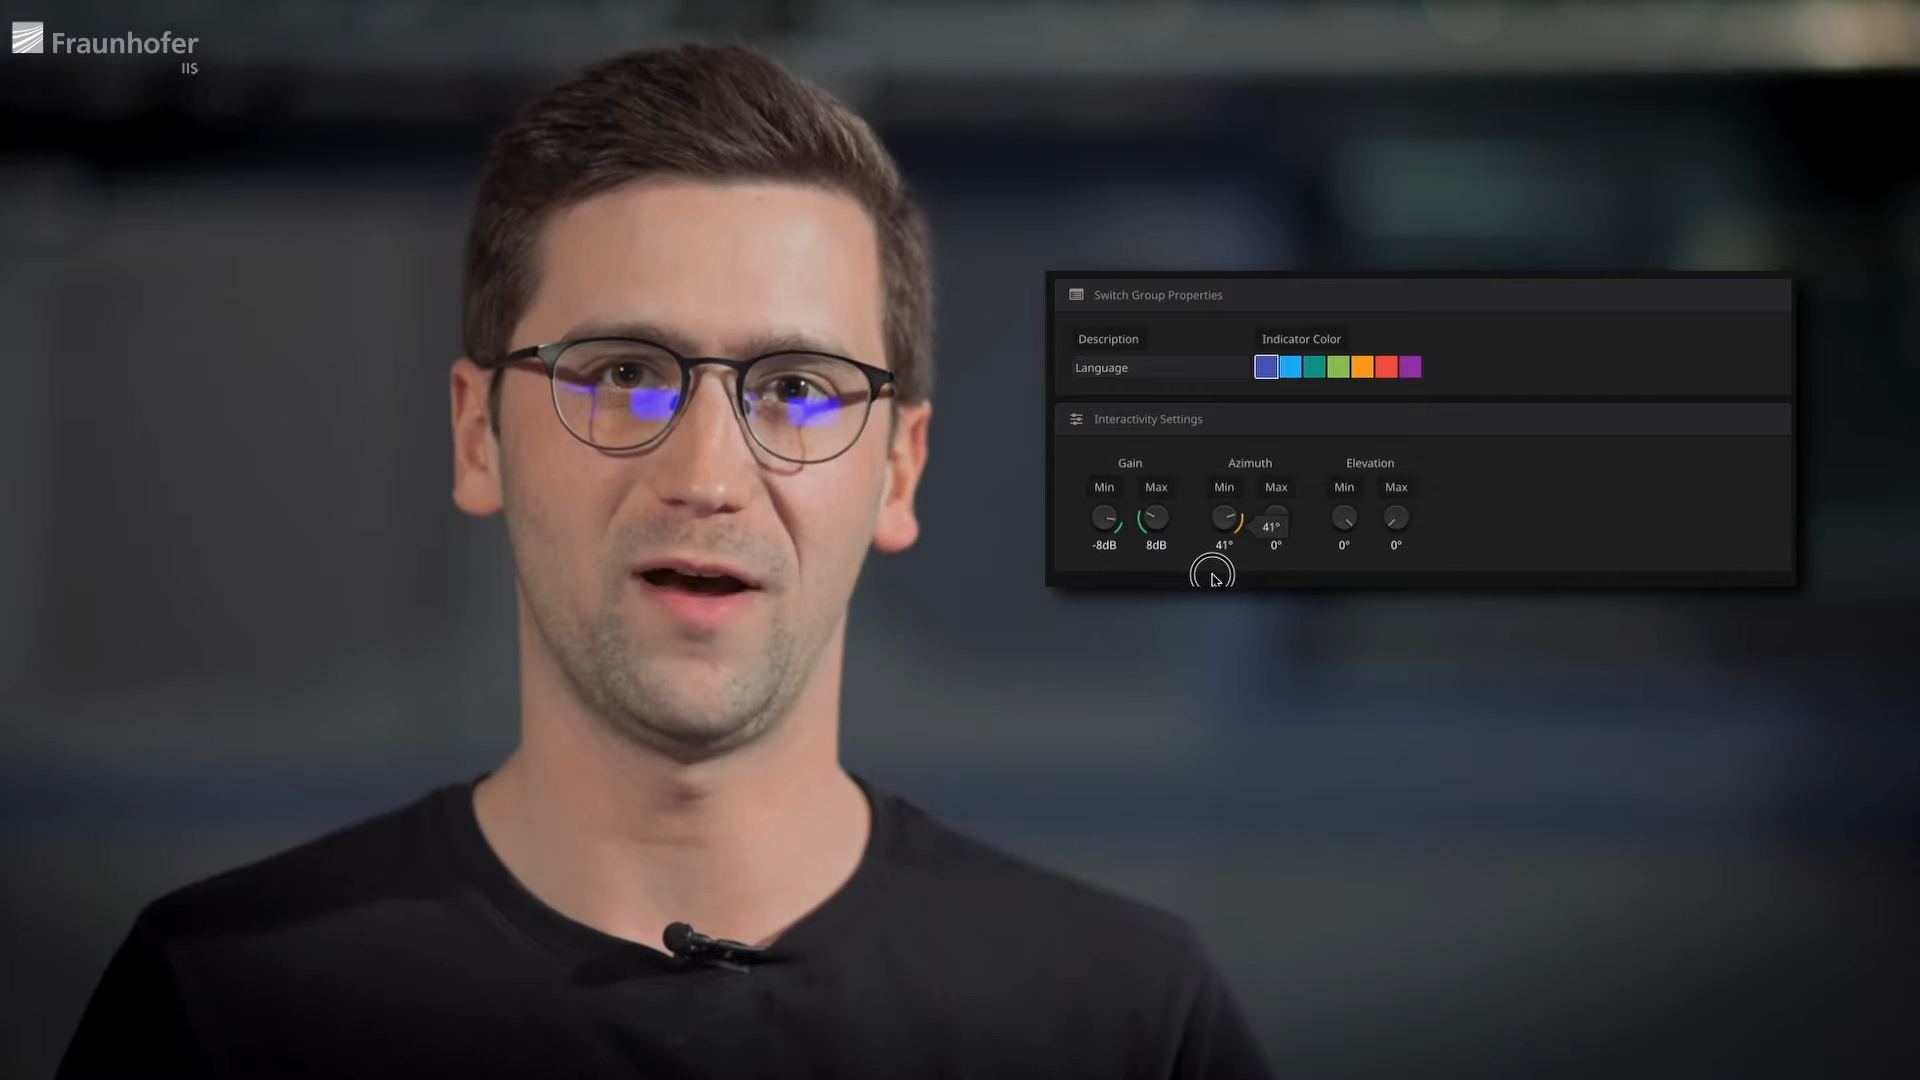 Fraunhofer
IIS
Switch Group Properties
Description Indicator Color
Language
Interactivity Settings
Gain Azimuth Elevation
Min Max Min Max Min Max
41°
-8dB 8dB 41° 0° 0° 0°